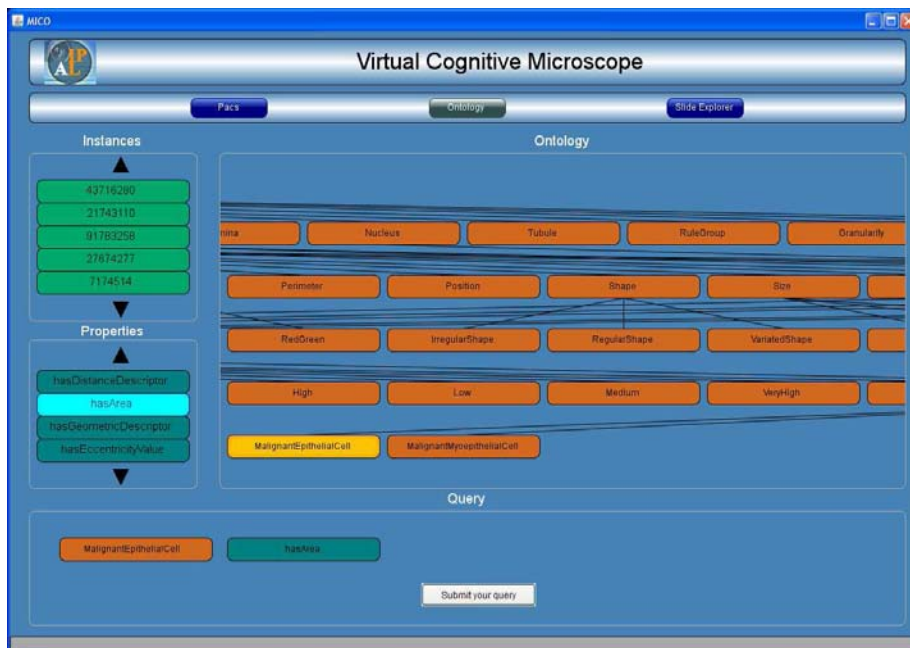 MICO
IP
AL
Virtual Cognitive Microscope
Pacs
Ontology
Slide Explorer
Instances
43716280
21743110
91783258
27674277
7174514
Properties
hasDistanceDescriptor
hasArea
hasGeometricDescriptor
hasEccentricityValue
Ontology
mina
Nucleus
Tubule
RuleGroup
Granularity
Perimeter
Position
Shape
Size
RedGreen
IrregularShape
RegularShape
VariatedShape
High
Low
Medium
VeryHigh
MalignantEpithelialCell
MalignantMyoepithelialCell
Query
MalignantEpithelialCell
hasArea
Submit your query